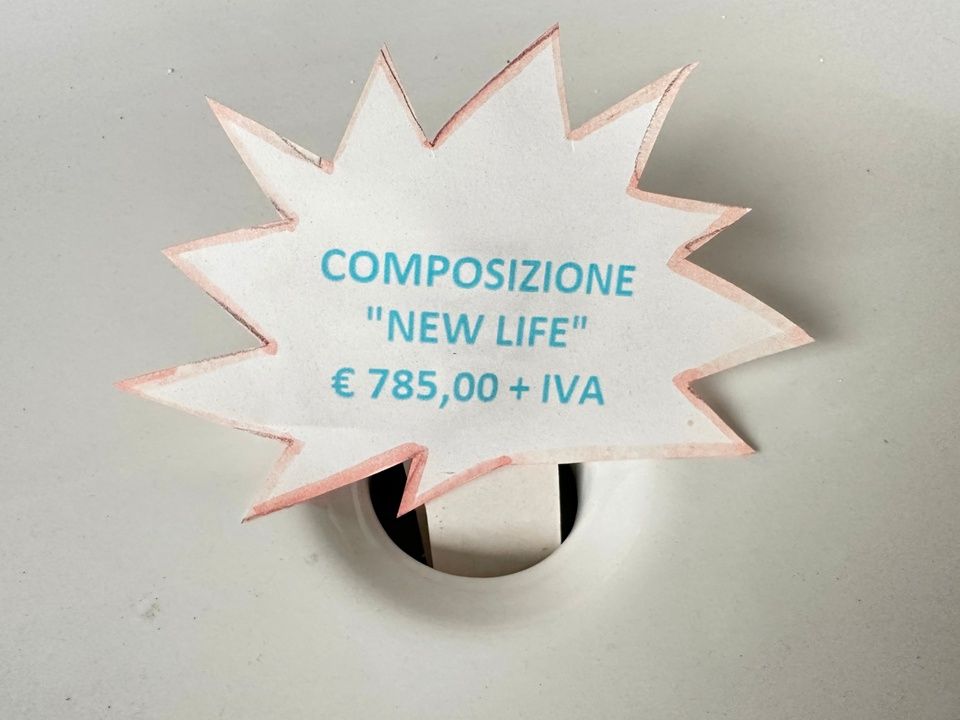 COMPOSIZIONE
"NEW LIFE"
€ 785,00 + IVA